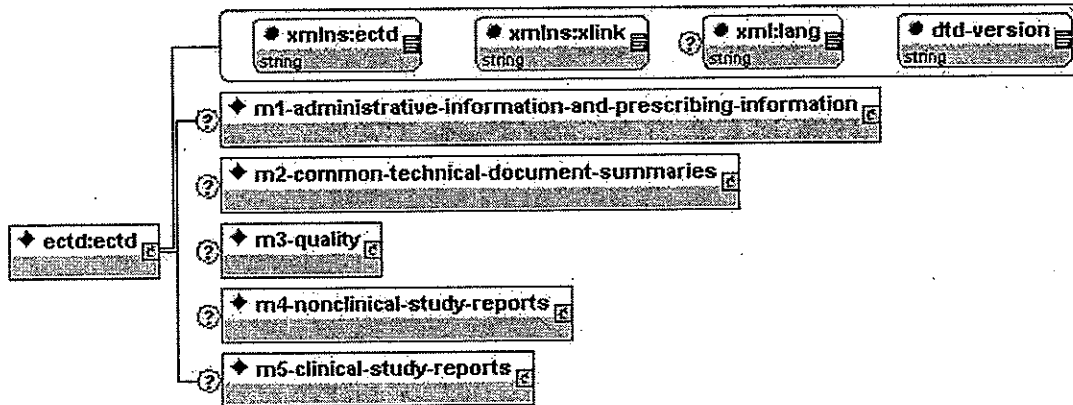 xmlns:ectd xmlns:xlink xml:lang dtd-version
string string string string
? m1-administrative-information-and-prescribing-information
? m2-common-technical-document-summaries
ectd:ectd
? m3-quality
? m4-nonclinical-study-reports
? m5-clinical-study-reports